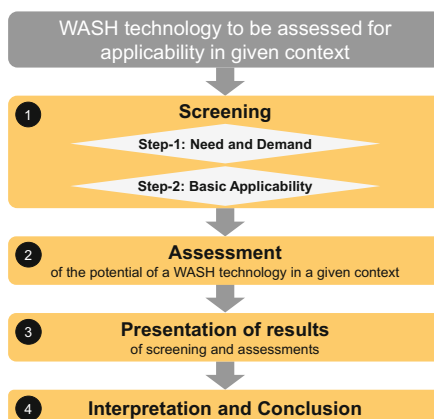 WASH technology to be assessed for
applicability in given context
1
Screening
Step-1: Need and Demand
Step-2: Basic Applicability
2
Assessment
of the potential of a WASH technology in a given context
3
Presentation of results
of screening and assessments
4
Interpretation and Conclusion